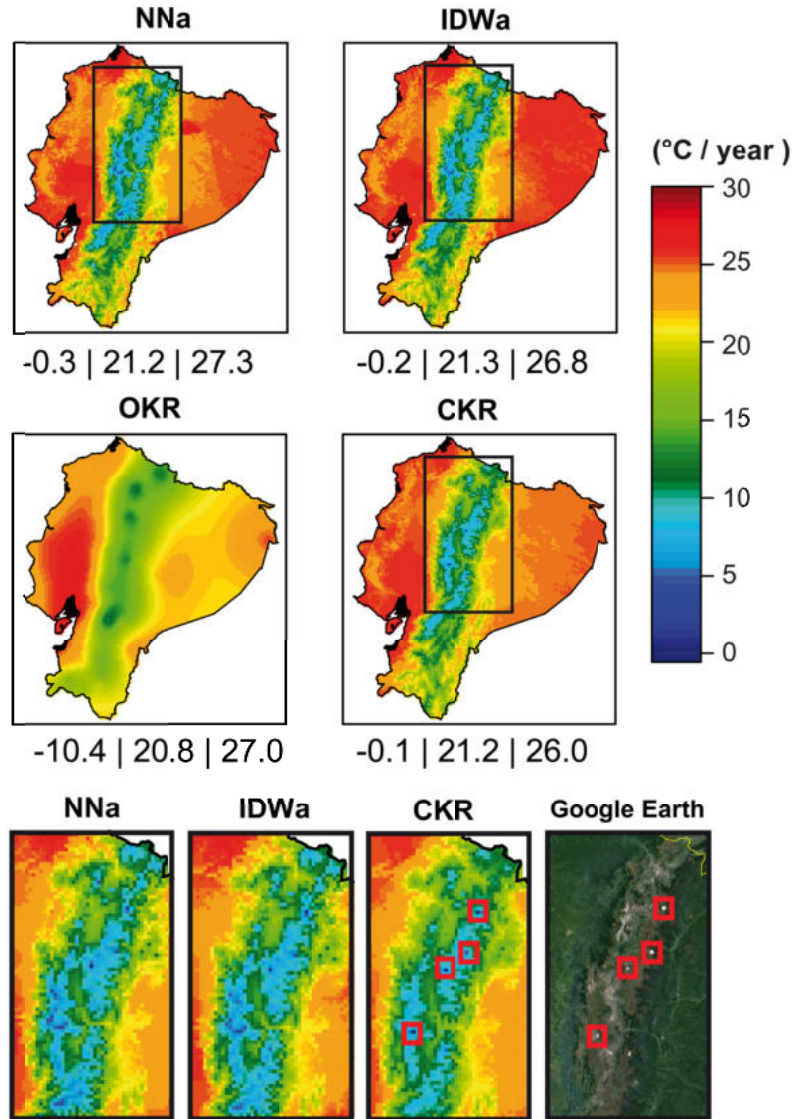 NNa
IDWa
(°C / year )
30
25
20
15
10
5
0
-0.3 | 21.2 | 27.3
-0.2 | 21.3 | 26.8
OKR
CKR
-10.4 | 20.8 | 27.0
-0.1 | 21.2 | 26.0
NNa
IDWa
CKR
Google Earth